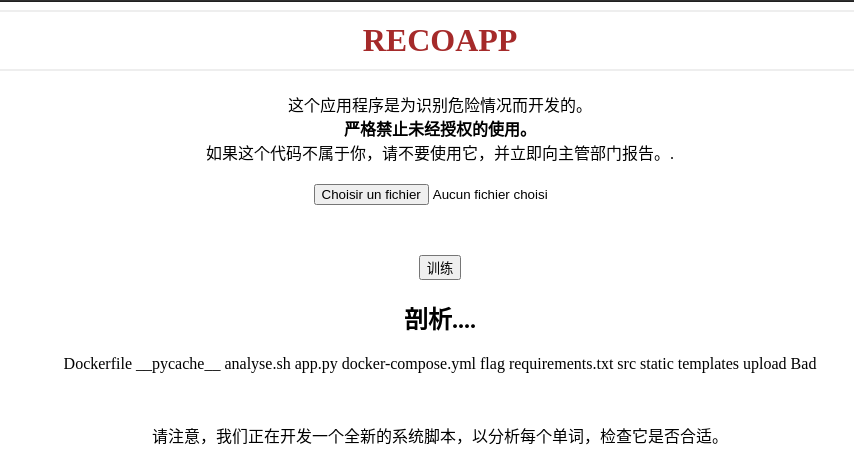 RECOAPP
这个应用程序是为识别危险情况而开发的。
严格禁止未经授权的使用。
如果这个代码不属于你，请不要使用它，并立即向主管部门报告。.
Choisir un fichier Aucun fichier choisi
训练
剖析....
Dockerfile __pycache__ analyse.sh app.py docker-compose.yml flag requirements.txt src static templates upload Bad
请注意，我们正在开发一个全新的系统脚本，以分析每个单词，检查它是否合适。